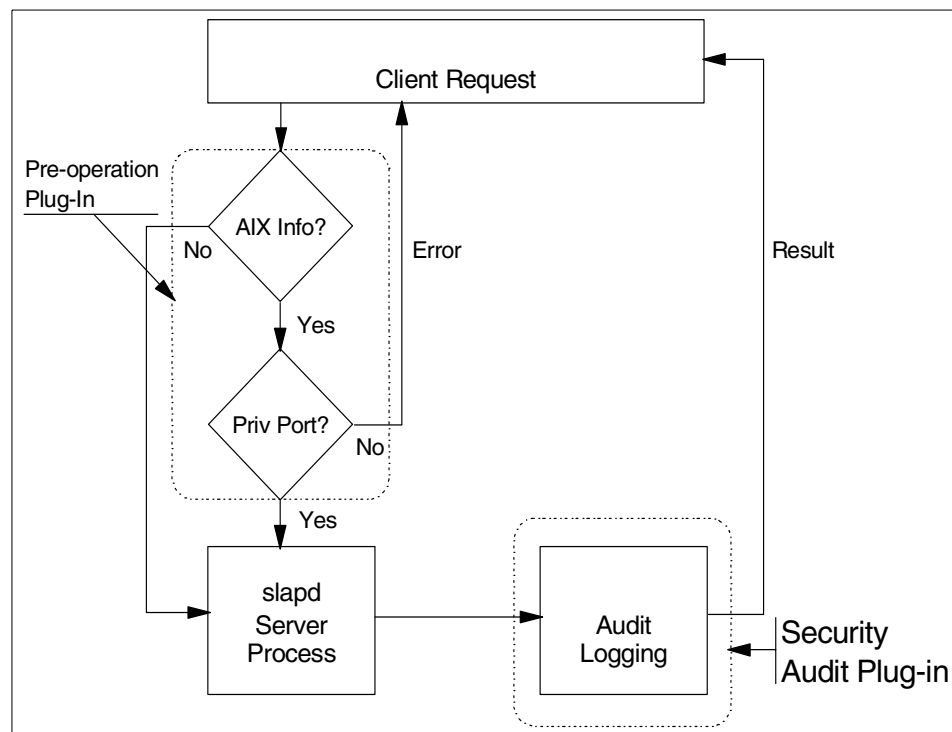 Client Request
Pre-operation
Plug-In
AIX Info?
No
Error
Result
Yes
Priv Port?
No
Yes
slapd
Server
Process
Audit
Logging
Security
Audit Plug-in